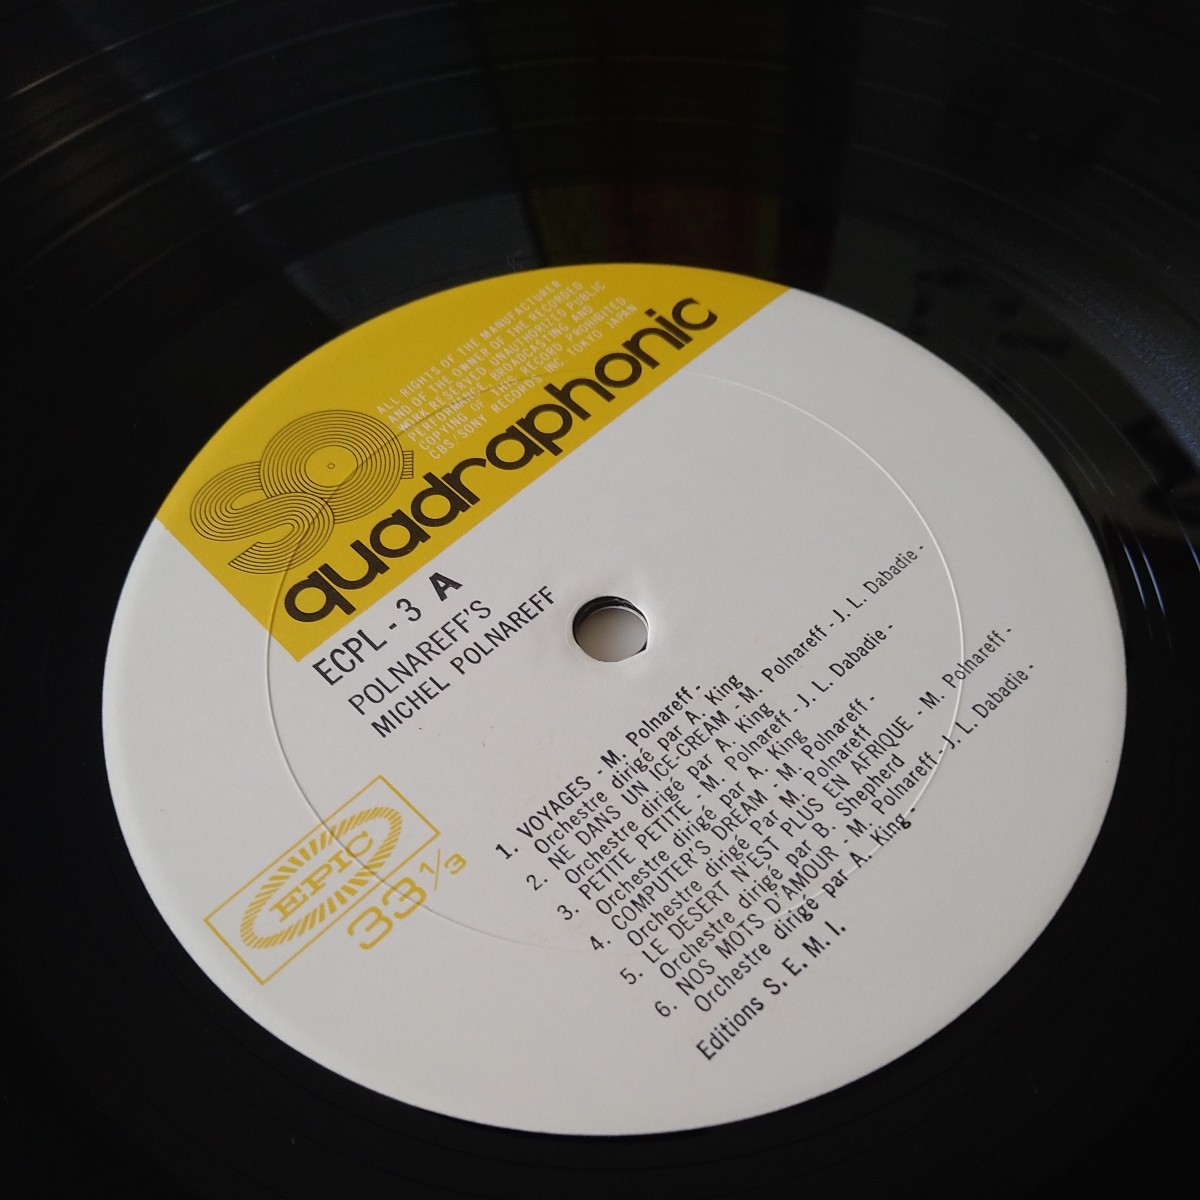 ALL RIGHTS OF THE MANUFACTURER
AND OF THE OWNER OF THE RECORDED
WORK RESERVED UNAUTHORISED PUBLIC
PERFORMANCE, BROADCASTING AND
COPYING OF THIS RECORD PROHIBITED.
CBS/SONY RECORDS INC TOKYO JAPAN
SQ
quadraphonic
ECPL-3 A
POLNAREFF'S
MICHEL POLNAREFF
1. VOYAGES - M. Polnareff -
Orchestre dirigé par A. King
2. NE DANS UN ICE-CREAM - M. Polnareff - J. L. Dabadie -
Orchestre dirigé par A. King
3. PETITE PETITE - M. Polnareff - J. L. Dabadie -
Orchestre dirigé par A. King
4. COMPUTER'S DREAM - M. Polnareff -
Orchestre dirigé Par M. Polnareff
5. LE DESERT N'EST PLUS EN AFRIQUE - M. Polnareff -
Orchestre dirigé par B. Shepherd
6. NOS MOTS D'AMOUR - M. Polnareff - J. L. Dabadie -
Orchestre dirigé par A. King -
Editions S. E. M. I.
EPIC
33 1/3